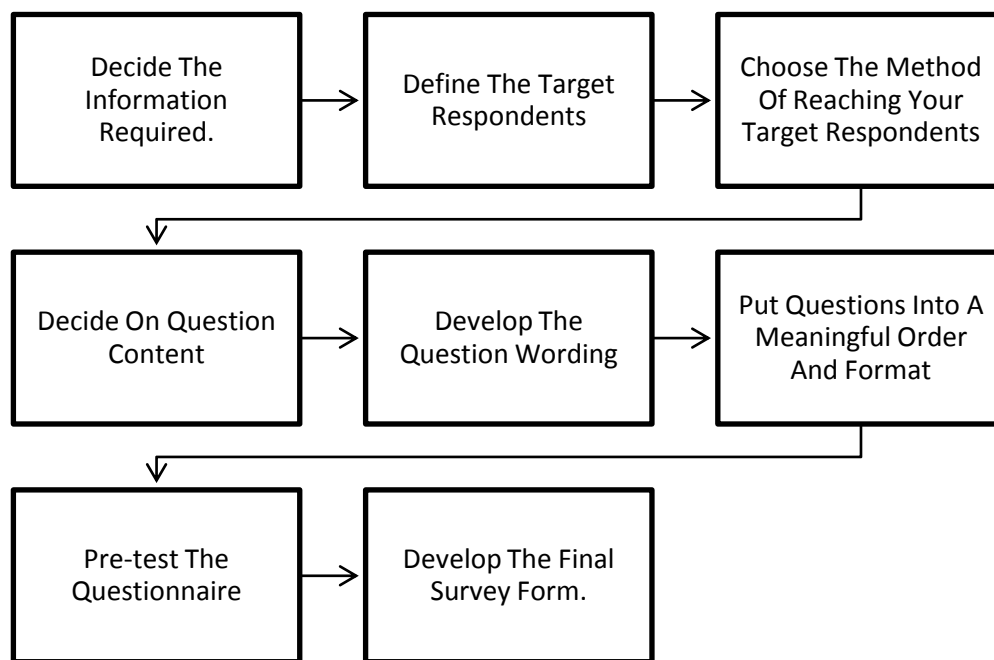 Decide The
Information
Required.
Define The Target
Respondents
Choose The Method
Of Reaching Your
Target Respondents
Decide On Question
Content
Develop The
Question Wording
Put Questions Into A
Meaningful Order
And Format
Pre-test The
Questionnaire
Develop The Final
Survey Form.